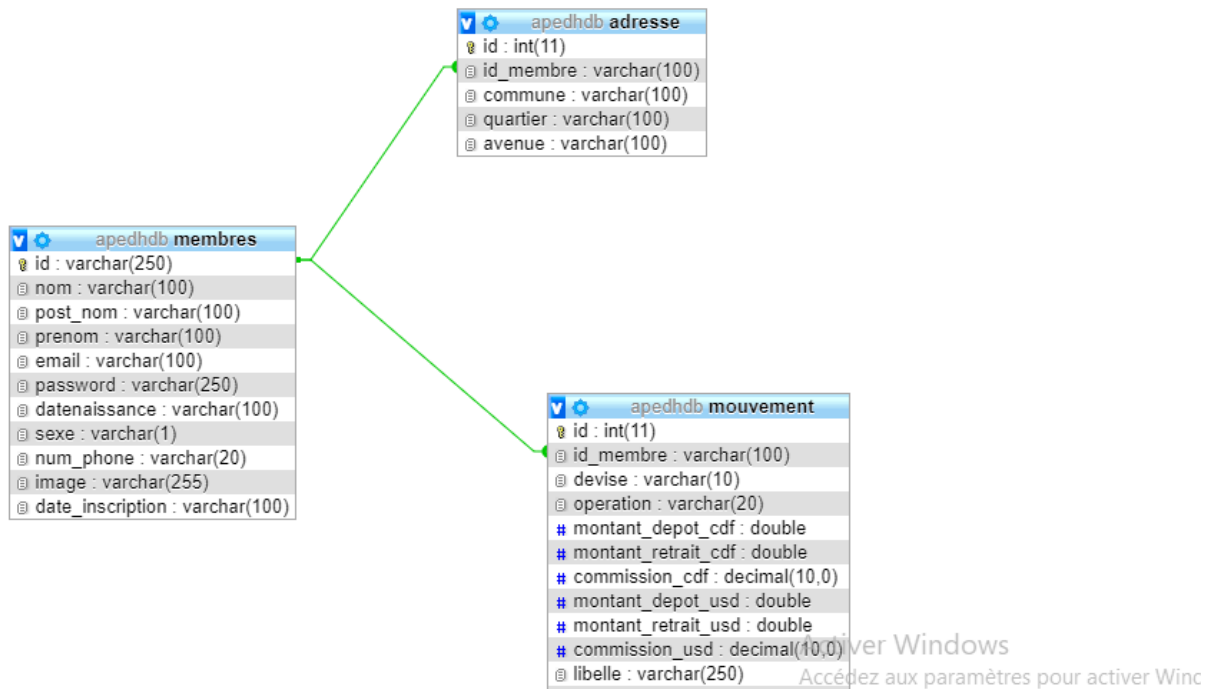 apedhdb adresse
id : int(11)
id_membre : varchar(100)
commune : varchar(100)
quartier : varchar(100)
avenue : varchar(100)
apedhdb membres
id : varchar(250)
nom : varchar(100)
post_nom : varchar(100)
prenom : varchar(100)
email : varchar(100)
password : varchar(250)
datenaissance : varchar(100)
sexe : varchar(1)
num_phone : varchar(20)
image : varchar(255)
date_inscription : varchar(100)
apedhdb mouvement
id : int(11)
id_membre : varchar(100)
devise : varchar(10)
operation : varchar(20)
# montant_depot_cdf : double
# montant_retrait_cdf : double
# commission_cdf : decimal(10,0)
# montant_depot_usd : double
# montant_retrait_usd : double
# commission_usd : decimal(10,0)
libelle : varchar(250)
Activer Windows
Accédez aux paramètres pour activer Winc